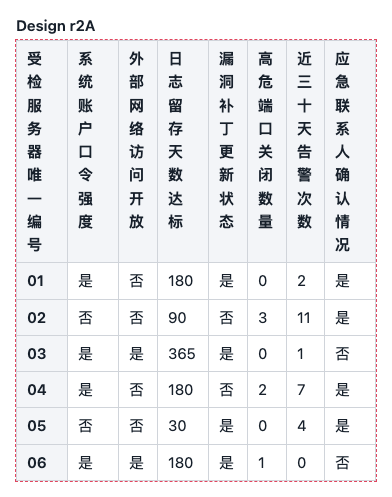 Design r2A
受检服务器唯一编号 系统账户口令强度 外部网络访问开放 日志留存天数达标 漏洞补丁更新状态 高危端口关闭数量 近三十天告警次数 应急联系人确认情况
01 是 否 180 是 0 2 是
02 否 否 90 否 3 11 是
03 是 是 365 是 0 1 否
04 是 否 180 否 2 7 是
05 否 否 30 是 0 4 是
06 是 是 180 是 1 0 否